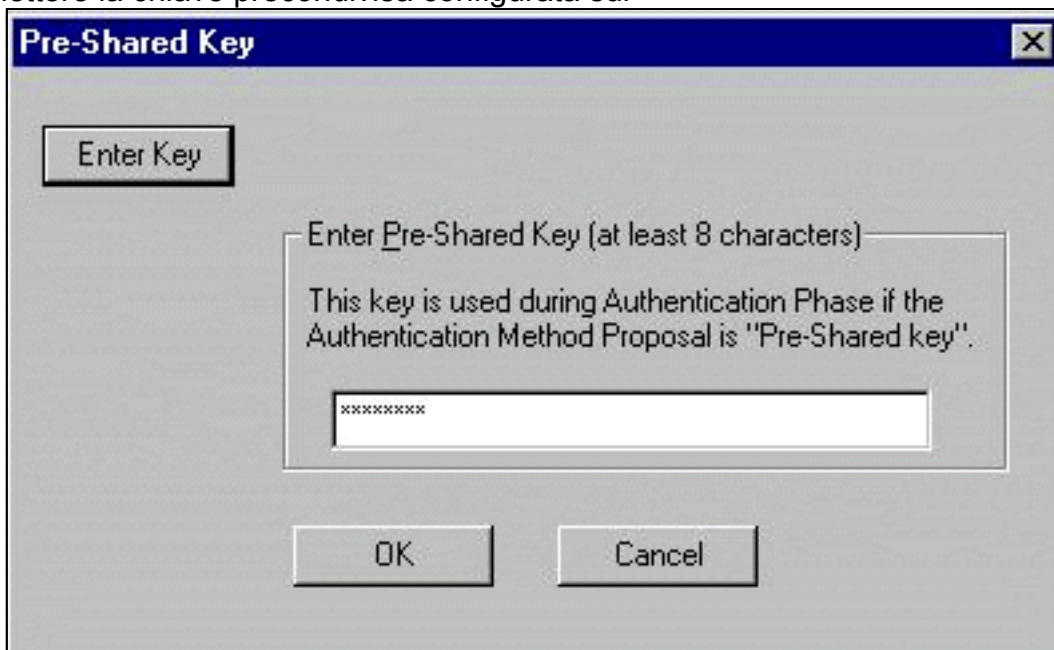 la chiave precondivisa configurata sul
Pre-Shared Key
Enter Key
Enter Pre-Shared Key (at least 8 characters)
This key is used during Authentication Phase if the
Authentication Method Proposal is "Pre-Shared key".
××××××××
OK
Cancel